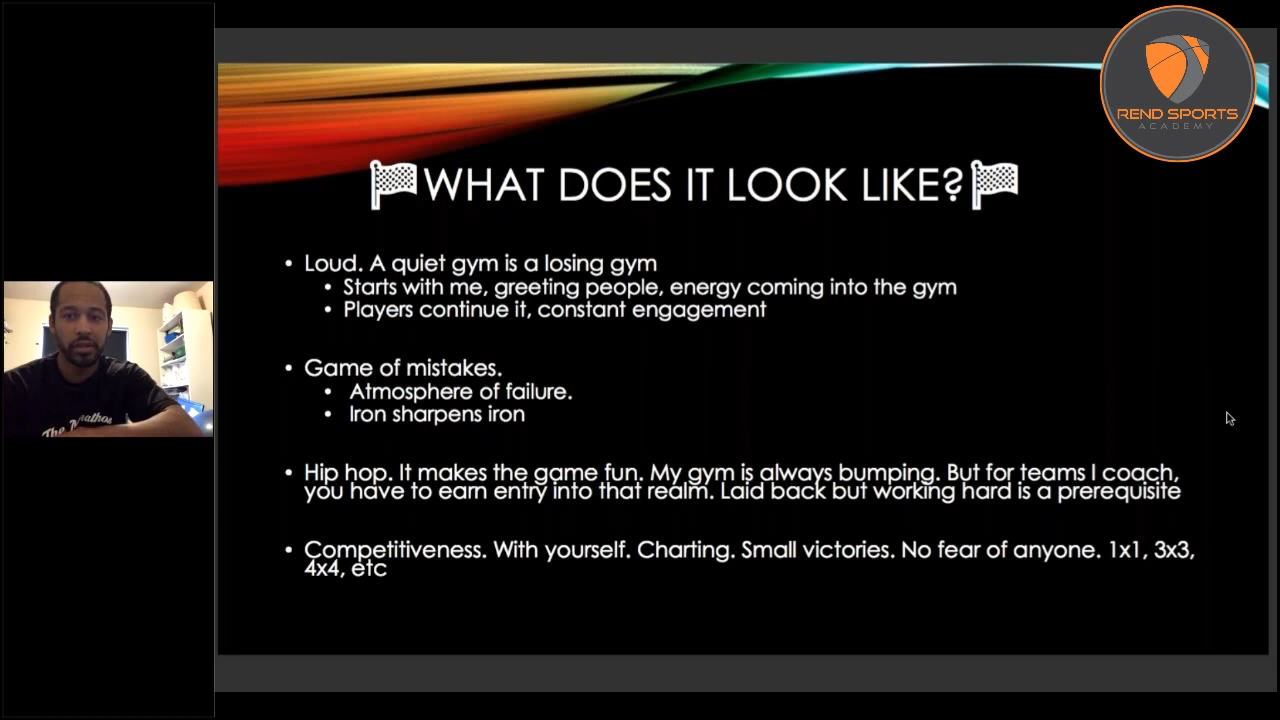 REND SPORTS
ACADEMY
WHAT DOES IT LOOK LIKE?
• Loud. A quiet gym is a losing gym
• Starts with me, greeting people, energy coming into the gym
• Players continue it, constant engagement
• Game of mistakes.
• Atmosphere of failure.
• Iron sharpens iron
• Hip hop. It makes the game fun. My gym is always bumping. But for teams I coach,
you have to earn entry into that realm. Laid back but working hard is a prerequisite
• Competitiveness. With yourself. Charting. Small victories. No fear of anyone. 1x1, 3x3,
4x4, etc
The